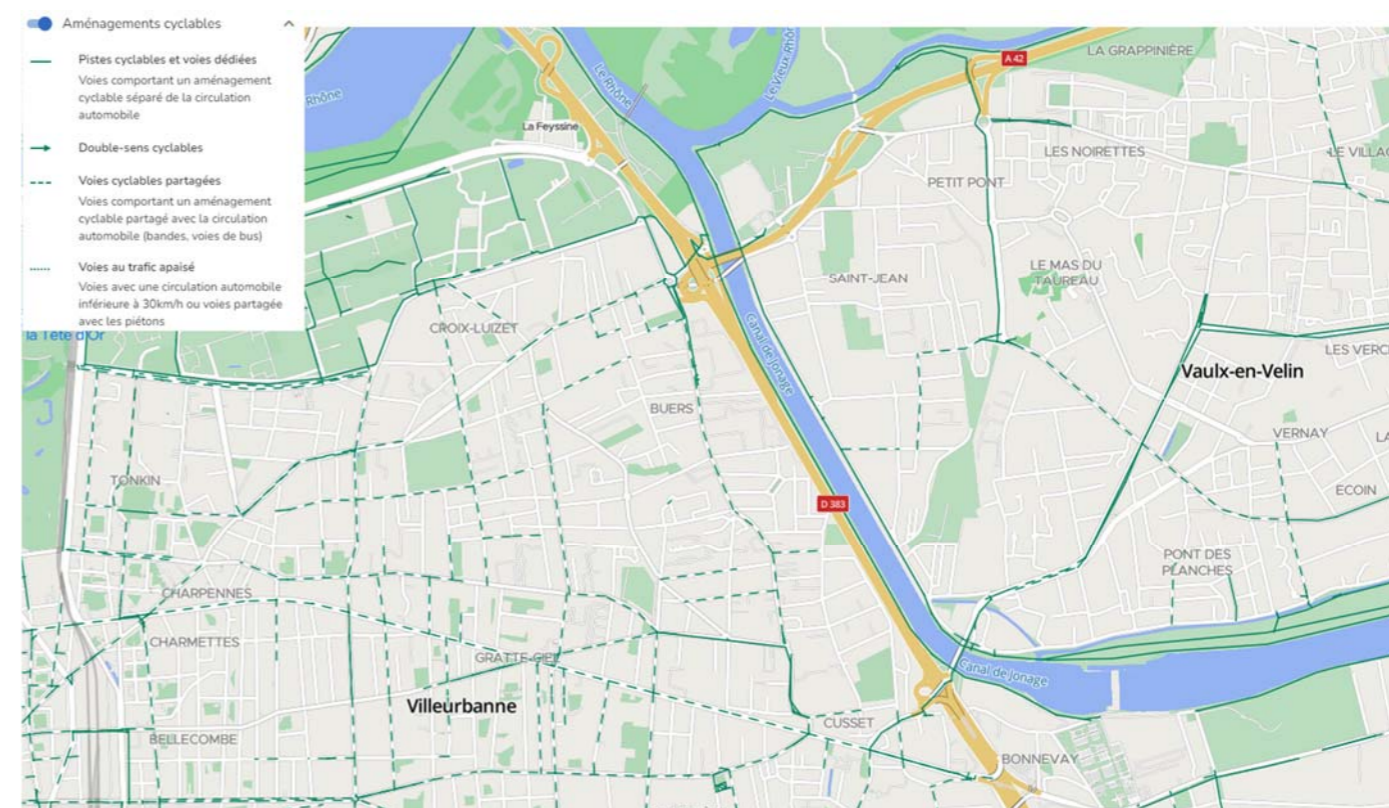 Aménagements cyclables
Pistes cyclables et voies dédiées
Voies comportant un aménagement
cyclable séparé de la circulation
automobile
Double-sens cyclables
Voies cyclables partagées
Voies comportant un aménagement
cyclable partagé avec la circulation
automobile (bandes, voies de bus)
Voies au trafic apaisé
Voies avec une circulation automobile
inférieure à 30km/h ou voies partagée
avec les piétons
la Tête d'Or
Rhône
Le Rhône
Le Vieux Rhône
A 42
LA GRAPPINIÈRE
La Feyssine
LES NOIRETTES
LE VILLAG
PETIT PONT
LE MAS DU
TAUREAU
SAINT-JEAN
CROIX-LUIZET
Canal de Jonage
LES VERCH
Vaulx-en-Velin
BUERS
VERNAY
LA
TONKIN
ECOIN
D 383
PONT DES
PLANCHES
CHARPENNES
CHARMETTES
GRATTE-CIEL
Canal de Jonage
Villeurbanne
CUSSET
BELLECOMBE
BONNEVAY